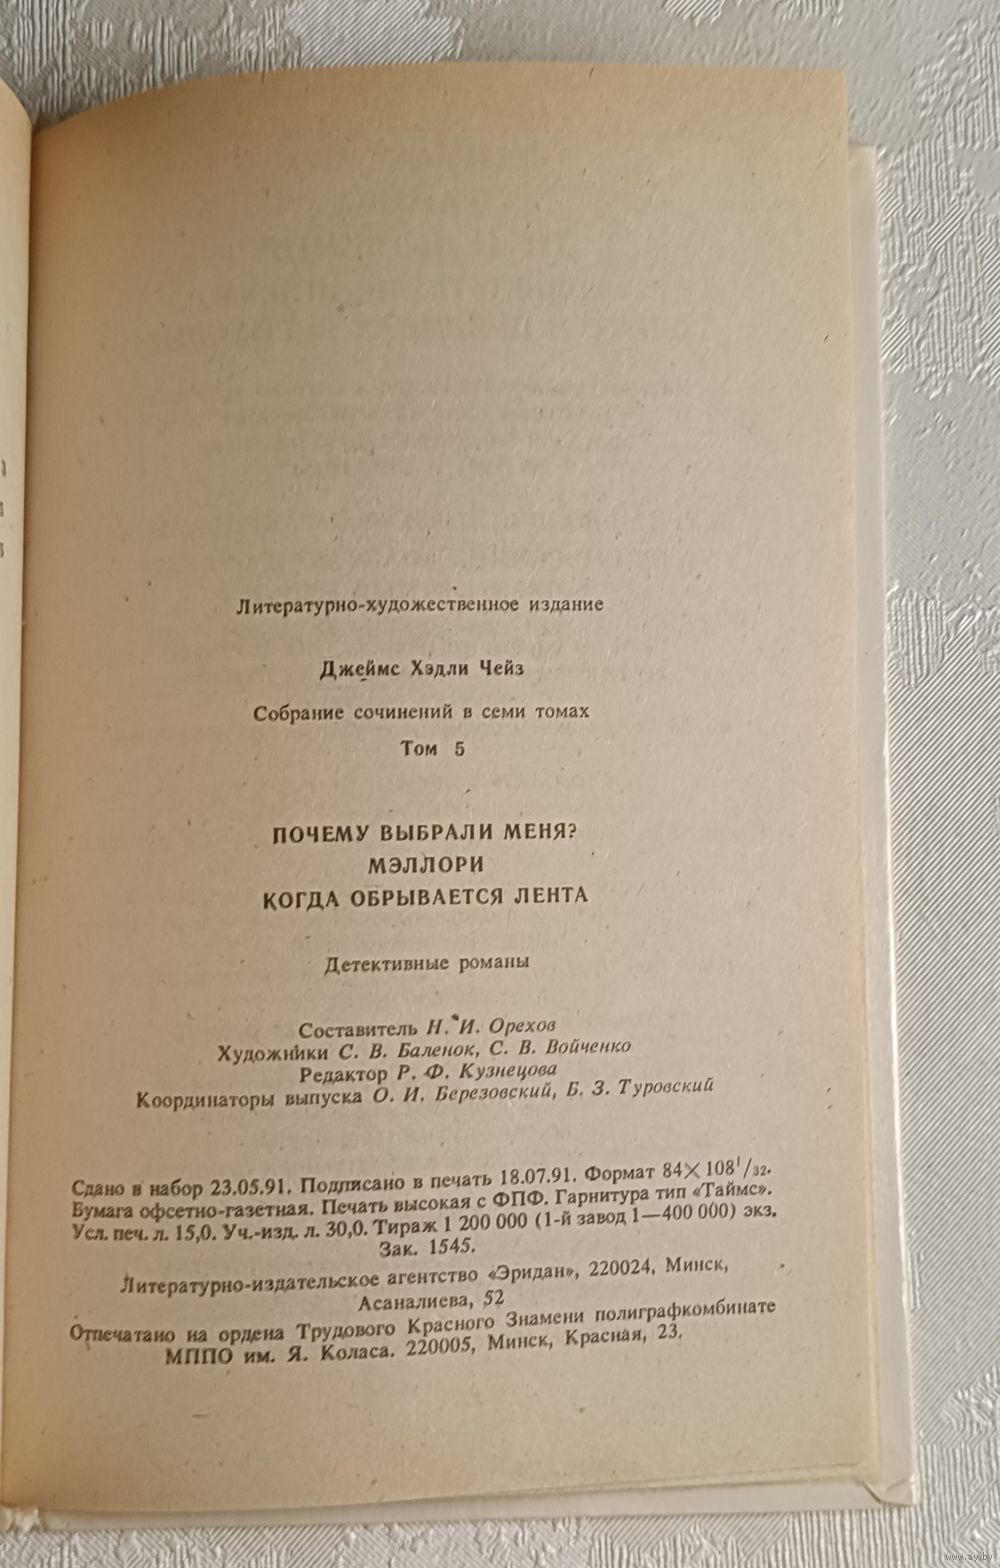 Литературно-художественное издание
Джеймс Хэдли Чейз
Собрание сочинений в семи томах
Том 5
ПОЧЕМУ ВЫБРАЛИ МЕНЯ?
МЭЛЛОРИ
КОГДА ОБРЫВАЕТСЯ ЛЕНТА
Детективные романы
Составитель Н. И. Орехов
Художники С. В. Баленок, С. В. Войченко
Редактор Р. Ф. Кузнецова
Координаторы выпуска О. И. Березовский, Б. З. Туровский
Сдано в набор 23.05.91. Подписано в печать 18.07.91. Формат 84×108¹/₃₂.
Бумага офсетно-газетная. Печать высокая с ФПФ. Гарнитура тип «Таймс».
Усл. печ. л. 15,0. Уч.-изд. л. 30,0. Тираж 1 200 000 (1-й завод 1—400 000) экз.
Зак. 1545.
Литературно-издательское агентство «Эридан», 220024, Минск,
Асаналиева, 52
Отпечатано на ордена Трудового Красного Знамени полиграфкомбинате
МППО им. Я. Коласа. 220005, Минск, Красная, 23.
www.ay.by